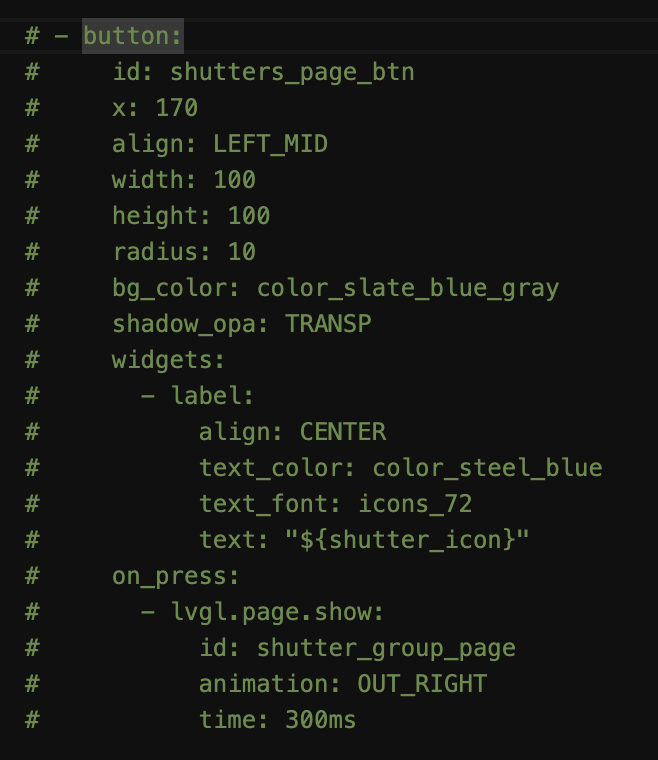 # - button:
#     id: shutters_page_btn
#     x: 170
#     align: LEFT_MID
#     width: 100
#     height: 100
#     radius: 10
#     bg_color: color_slate_blue_gray
#     shadow_opa: TRANSP
#     widgets:
#       - label:
#           align: CENTER
#           text_color: color_steel_blue
#           text_font: icons_72
#           text: "${shutter_icon}"
#     on_press:
#       - lvgl.page.show:
#           id: shutter_group_page
#           animation: OUT_RIGHT
#           time: 300ms